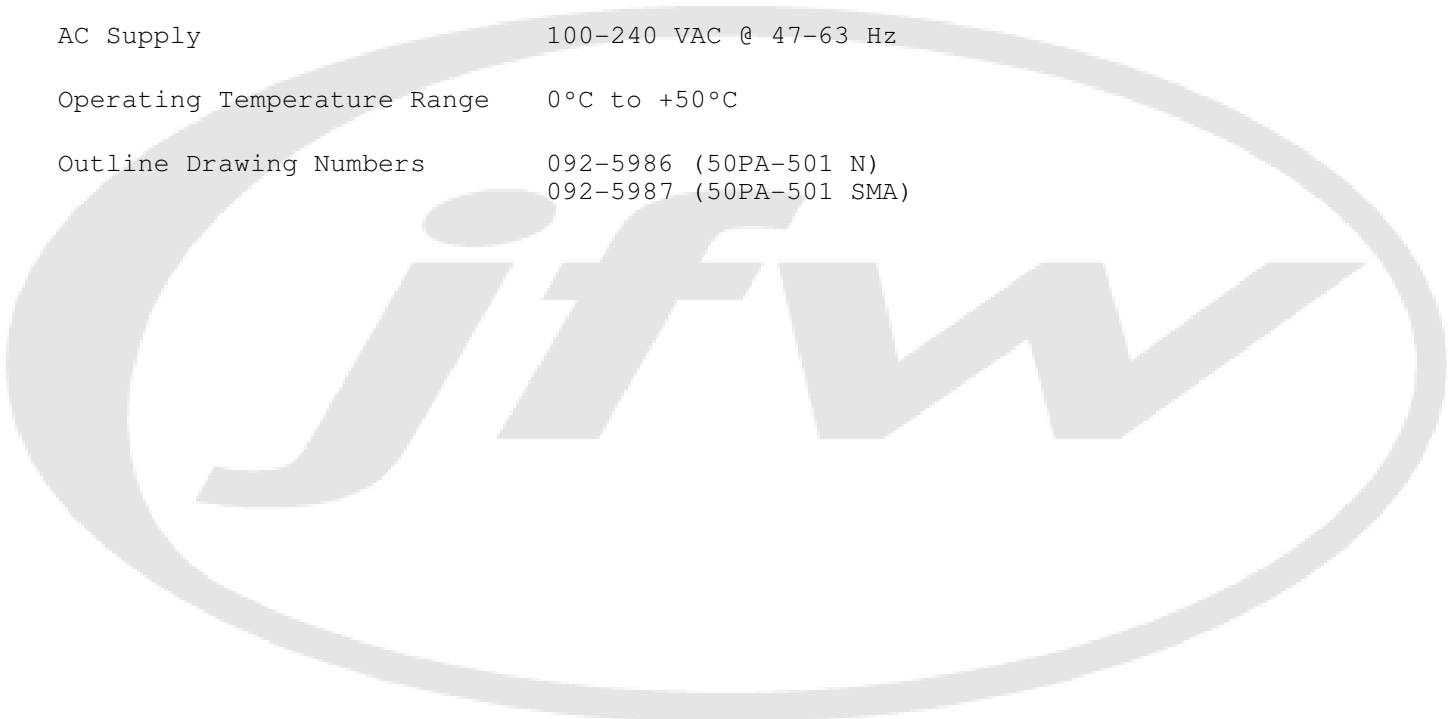 AC Supply 100-240 VAC @ 47-63 Hz
Operating Temperature Range 0°C to +50°C
Outline Drawing Numbers 092-5986 (50PA-501 N)
092-5987 (50PA-501 SMA)
jfw